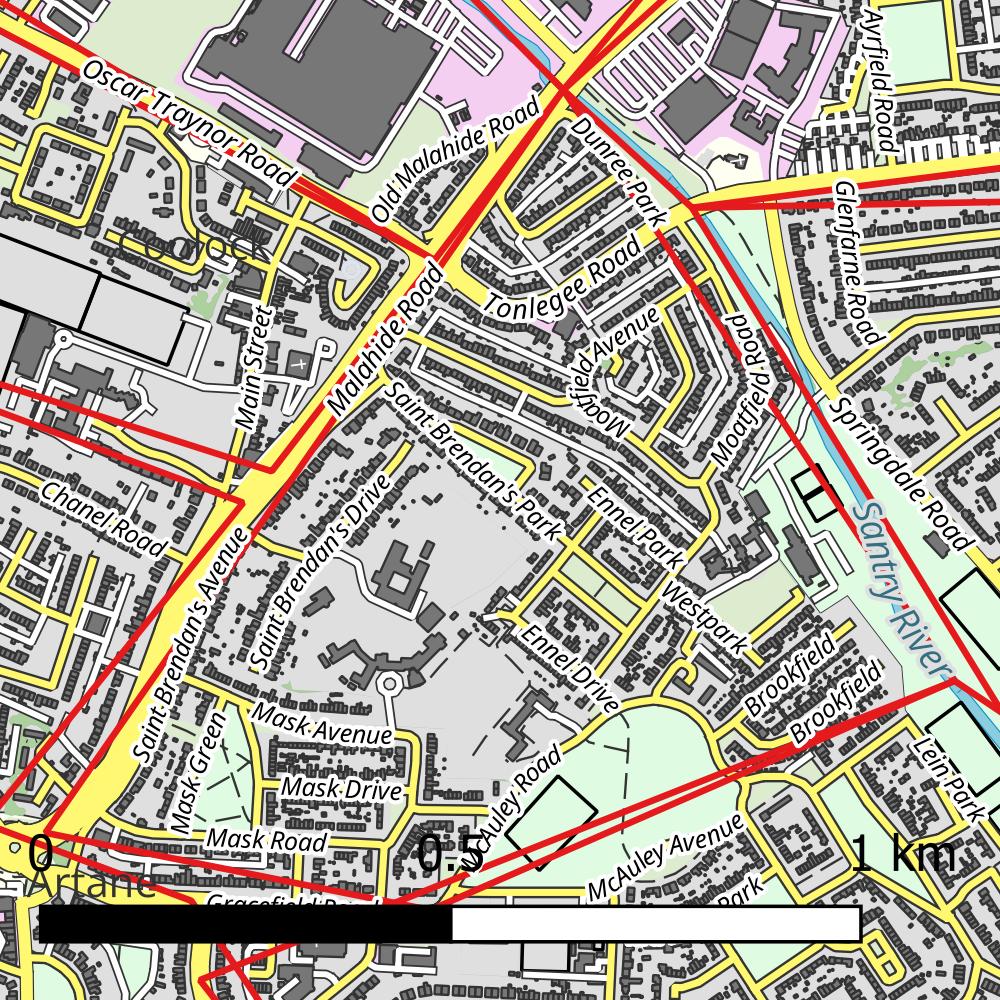 Ayrfield Road
Oscar Traynor Road
Old Malahide Road
Dunree Park
Glenfarne Road
Coolock
Tonlegee Road
Malahide Road
Main Street
Moatfield Avenue
Moatfield Road
Saint Brendan's Park
Springdale Road
Chanel Road
Saint Brendan's Drive
Ennel Park
Santry River
Saint Brendan's Avenue
Westpark
Ennel Drive
Brookfield
Brookfield
Mask Avenue
Mask Green
Mask Drive
McAuley Road
Lein Park
Mask Road
McAuley Avenue
Park
0
0.5
1 km
Artane